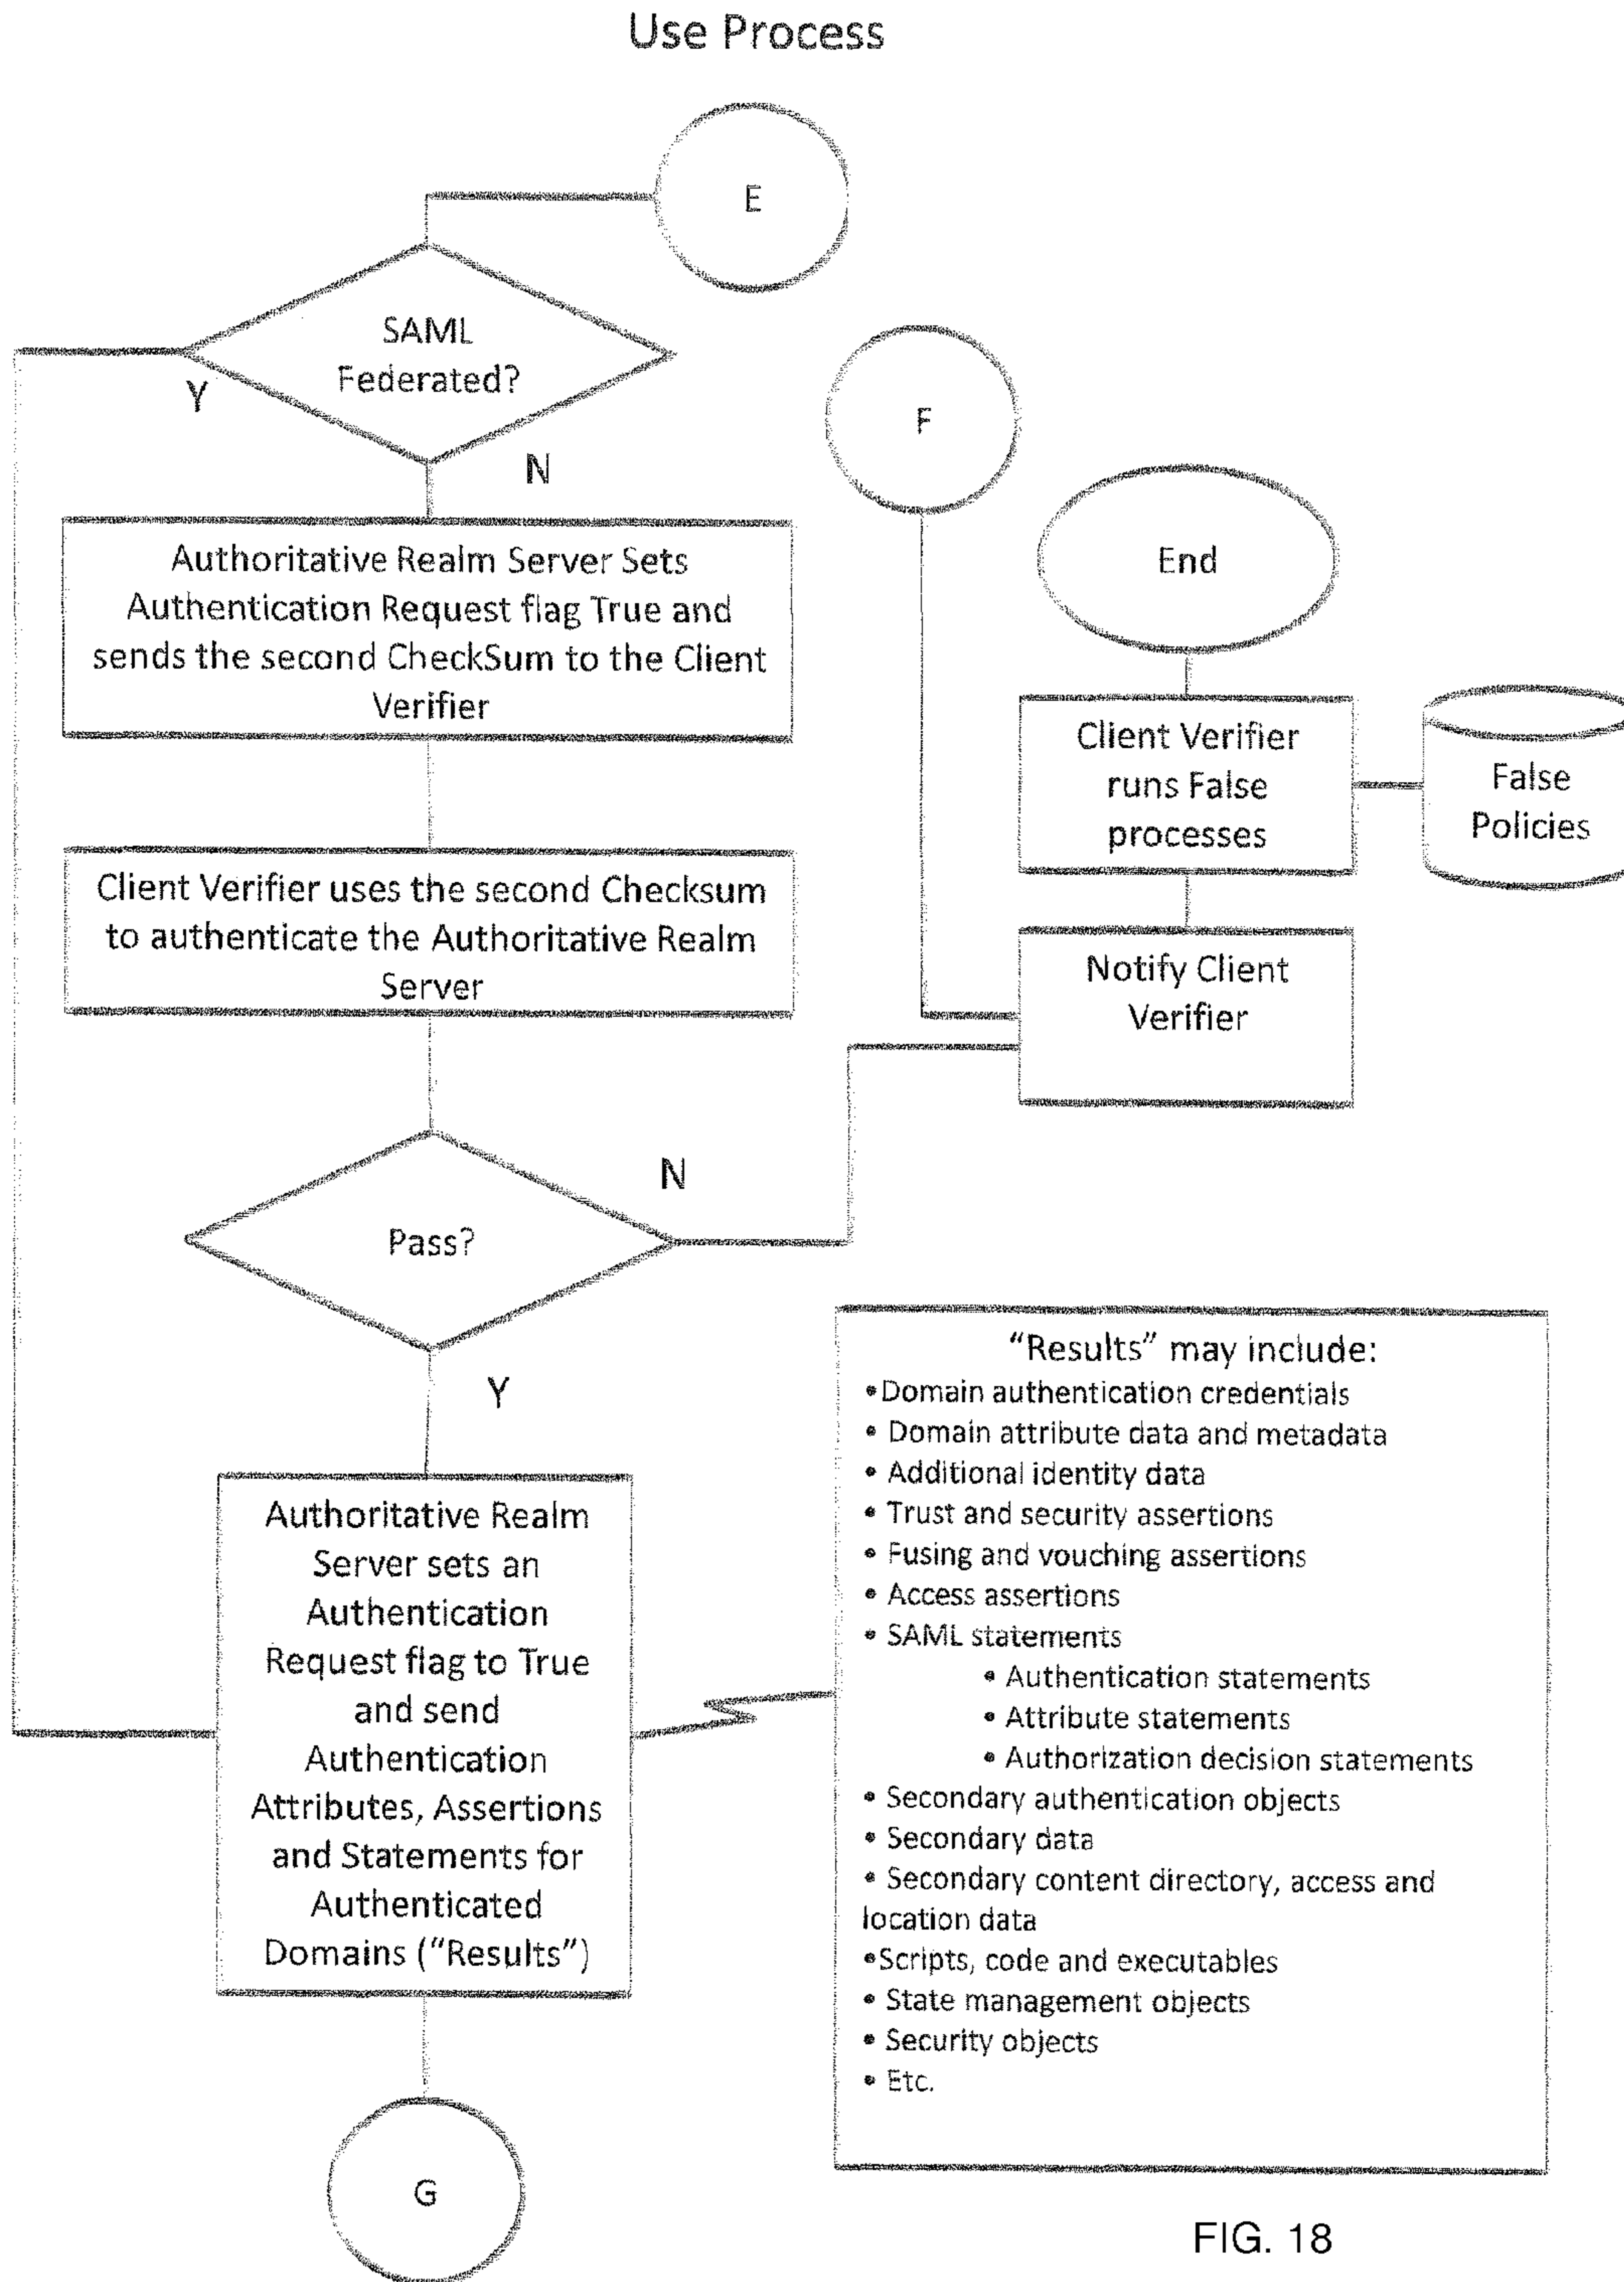 Use Process
E
SAML
Federated?
Y
N
F
End
Authoritative Realm Server Sets
Authentication Request flag True and
sends the second CheckSum to the Client
Verifier
Client Verifier
runs False
processes
False
Policies
Client Verifier uses the second Checksum
to authenticate the Authoritative Realm
Server
Notify Client
Verifier
Pass?
N
Y
Authoritative Realm
Server sets an
Authentication
Request flag to True
and send
Authentication
Attributes, Assertions
and Statements for
Authenticated
Domains (“Results”)
“Results” may include:
•Domain authentication credentials
• Domain attribute data and metadata
• Additional identity data
• Trust and security assertions
• Fusing and vouching assertions
• Access assertions
• SAML statements
• Authentication statements
• Attribute statements
• Authorization decision statements
• Secondary authentication objects
• Secondary data
• Secondary content directory, access and
location data
•Scripts, code and executables
• State management objects
• Security objects
• Etc.
G
FIG. 18